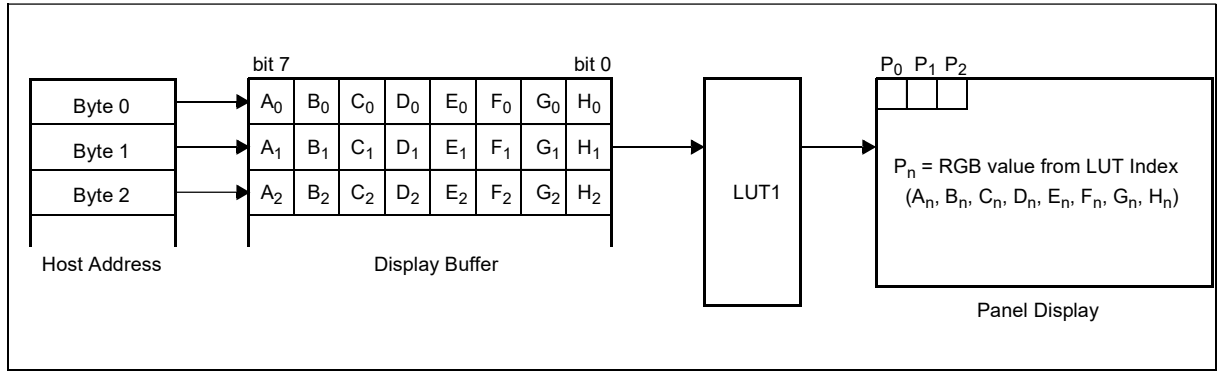 bit 7 bit 0
P0 P1 P2
Byte 0 A0 B0 C0 D0 E0 F0 G0 H0
Byte 1 A1 B1 C1 D1 E1 F1 G1 H1
Byte 2 A2 B2 C2 D2 E2 F2 G2 H2
LUT1
Pn = RGB value from LUT Index
(An, Bn, Cn, Dn, En, Fn, Gn, Hn)
Host Address
Display Buffer
Panel Display